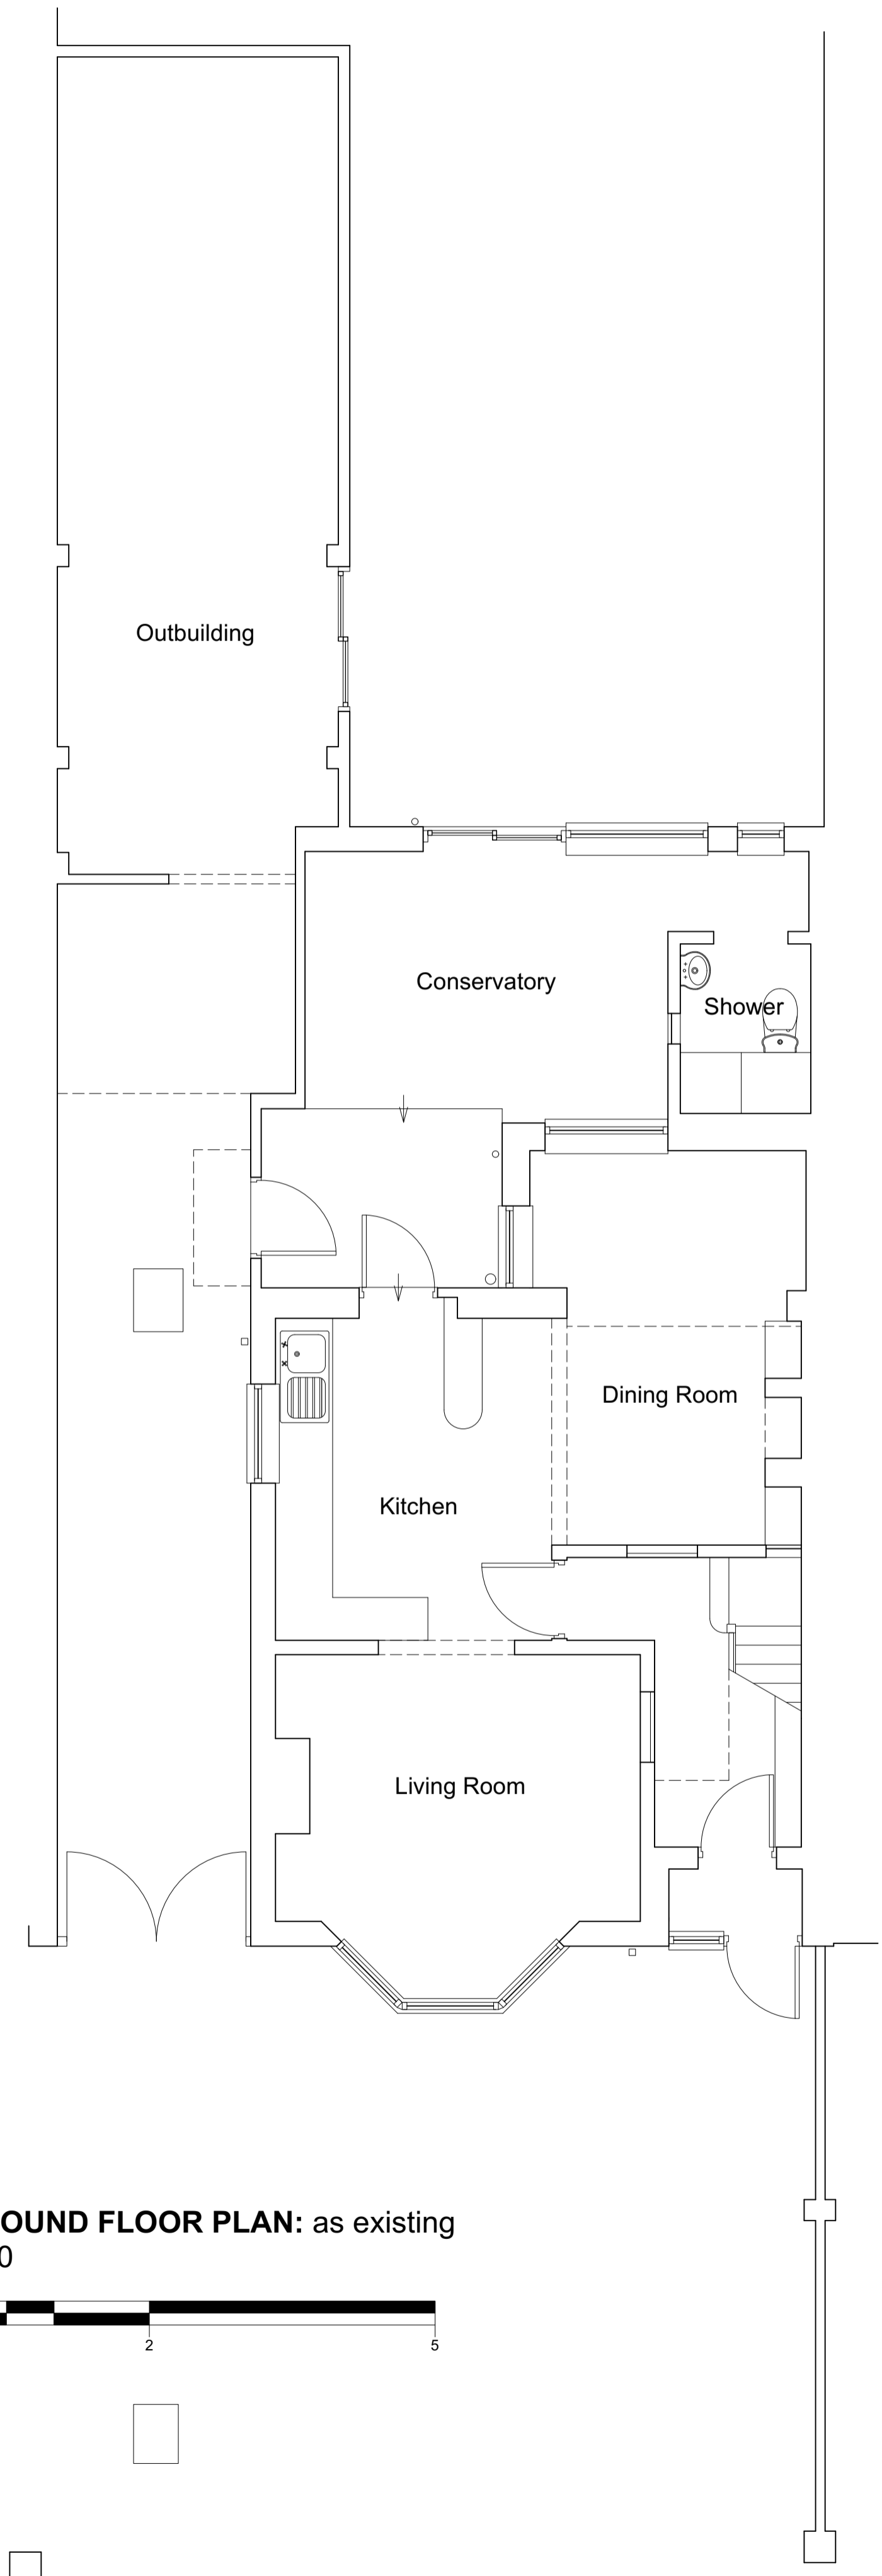 Outbuilding
Conservatory
Shower
Dining Room
Kitchen
Living Room
OUND FLOOR PLAN: as existing
0
2 5